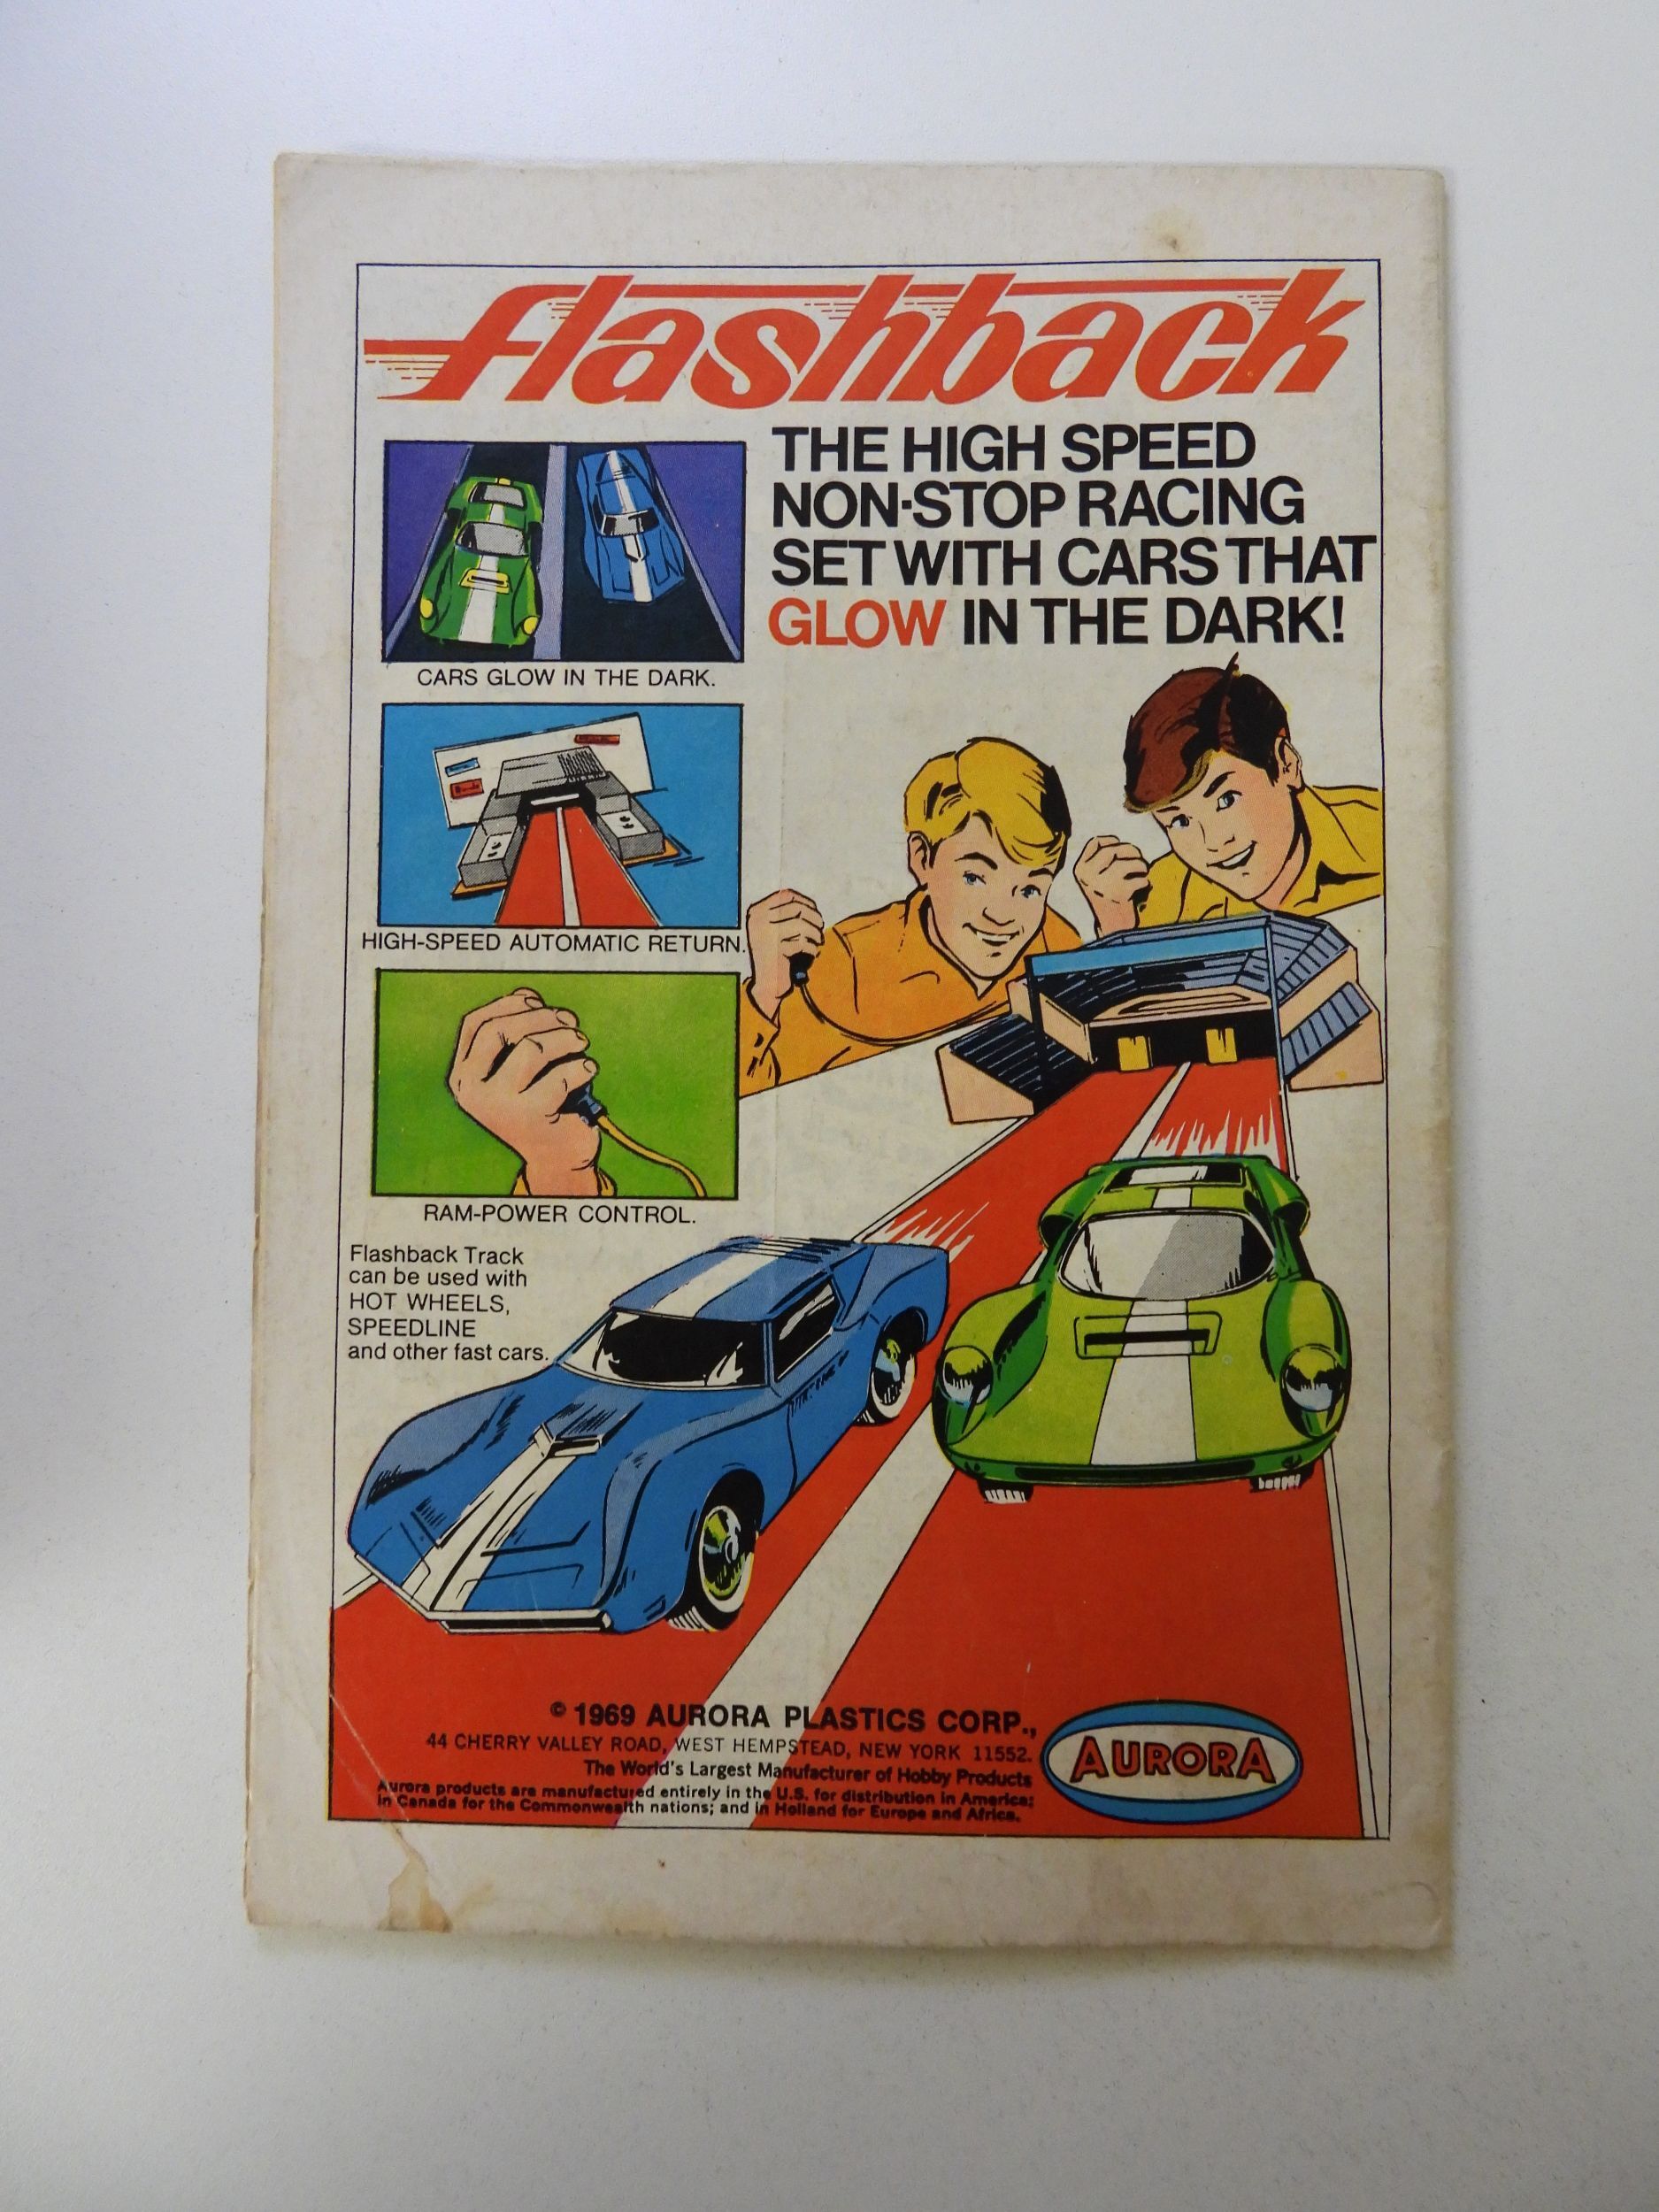 flashback
THE HIGH SPEED
NON-STOP RACING
SET WITH CARS THAT
GLOW IN THE DARK!
CARS GLOW IN THE DARK.
HIGH-SPEED AUTOMATIC RETURN.
RAM-POWER CONTROL.
Flashback Track
can be used with
HOT WHEELS,
SPEEDLINE
and other fast cars.
© 1969 AURORA PLASTICS CORP.,
44 CHERRY VALLEY ROAD, WEST HEMPSTEAD, NEW YORK 11552.
The World's Largest Manufacturer of Hobby Products
Aurora products are manufactured entirely in the U.S. for distribution in America;
in Canada for the Commonwealth nations; and in Holland for Europe and Africa.
AURORA